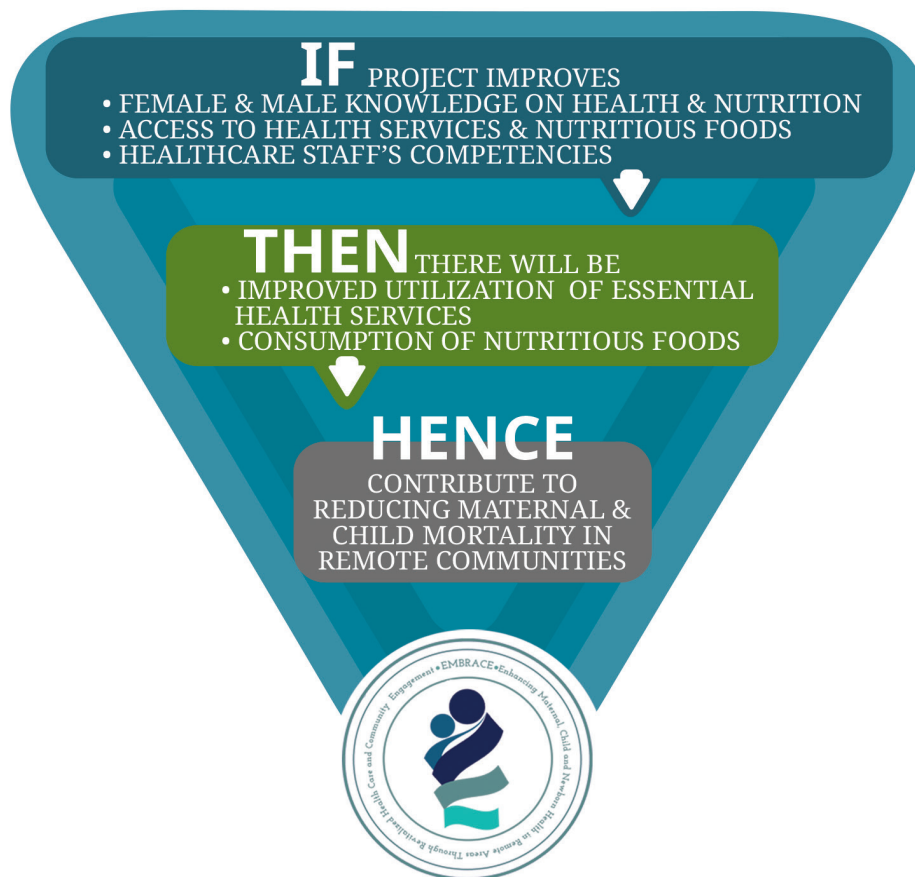 IF PROJECT IMPROVES
• FEMALE & MALE KNOWLEDGE ON HEALTH & NUTRITION
• ACCESS TO HEALTH SERVICES & NUTRITIOUS FOODS
• HEALTHCARE STAFF’S COMPETENCIES
THEN THERE WILL BE
• IMPROVED UTILIZATION OF ESSENTIAL
HEALTH SERVICES
• CONSUMPTION OF NUTRITIOUS FOODS
HENCE
CONTRIBUTE TO
REDUCING MATERNAL &
CHILD MORTALITY IN
REMOTE COMMUNITIES
•EMBRACE•Enhancing Maternal, Child and Newborn Health in Remote Areas Through Revitalized Health Care and Community Engagement